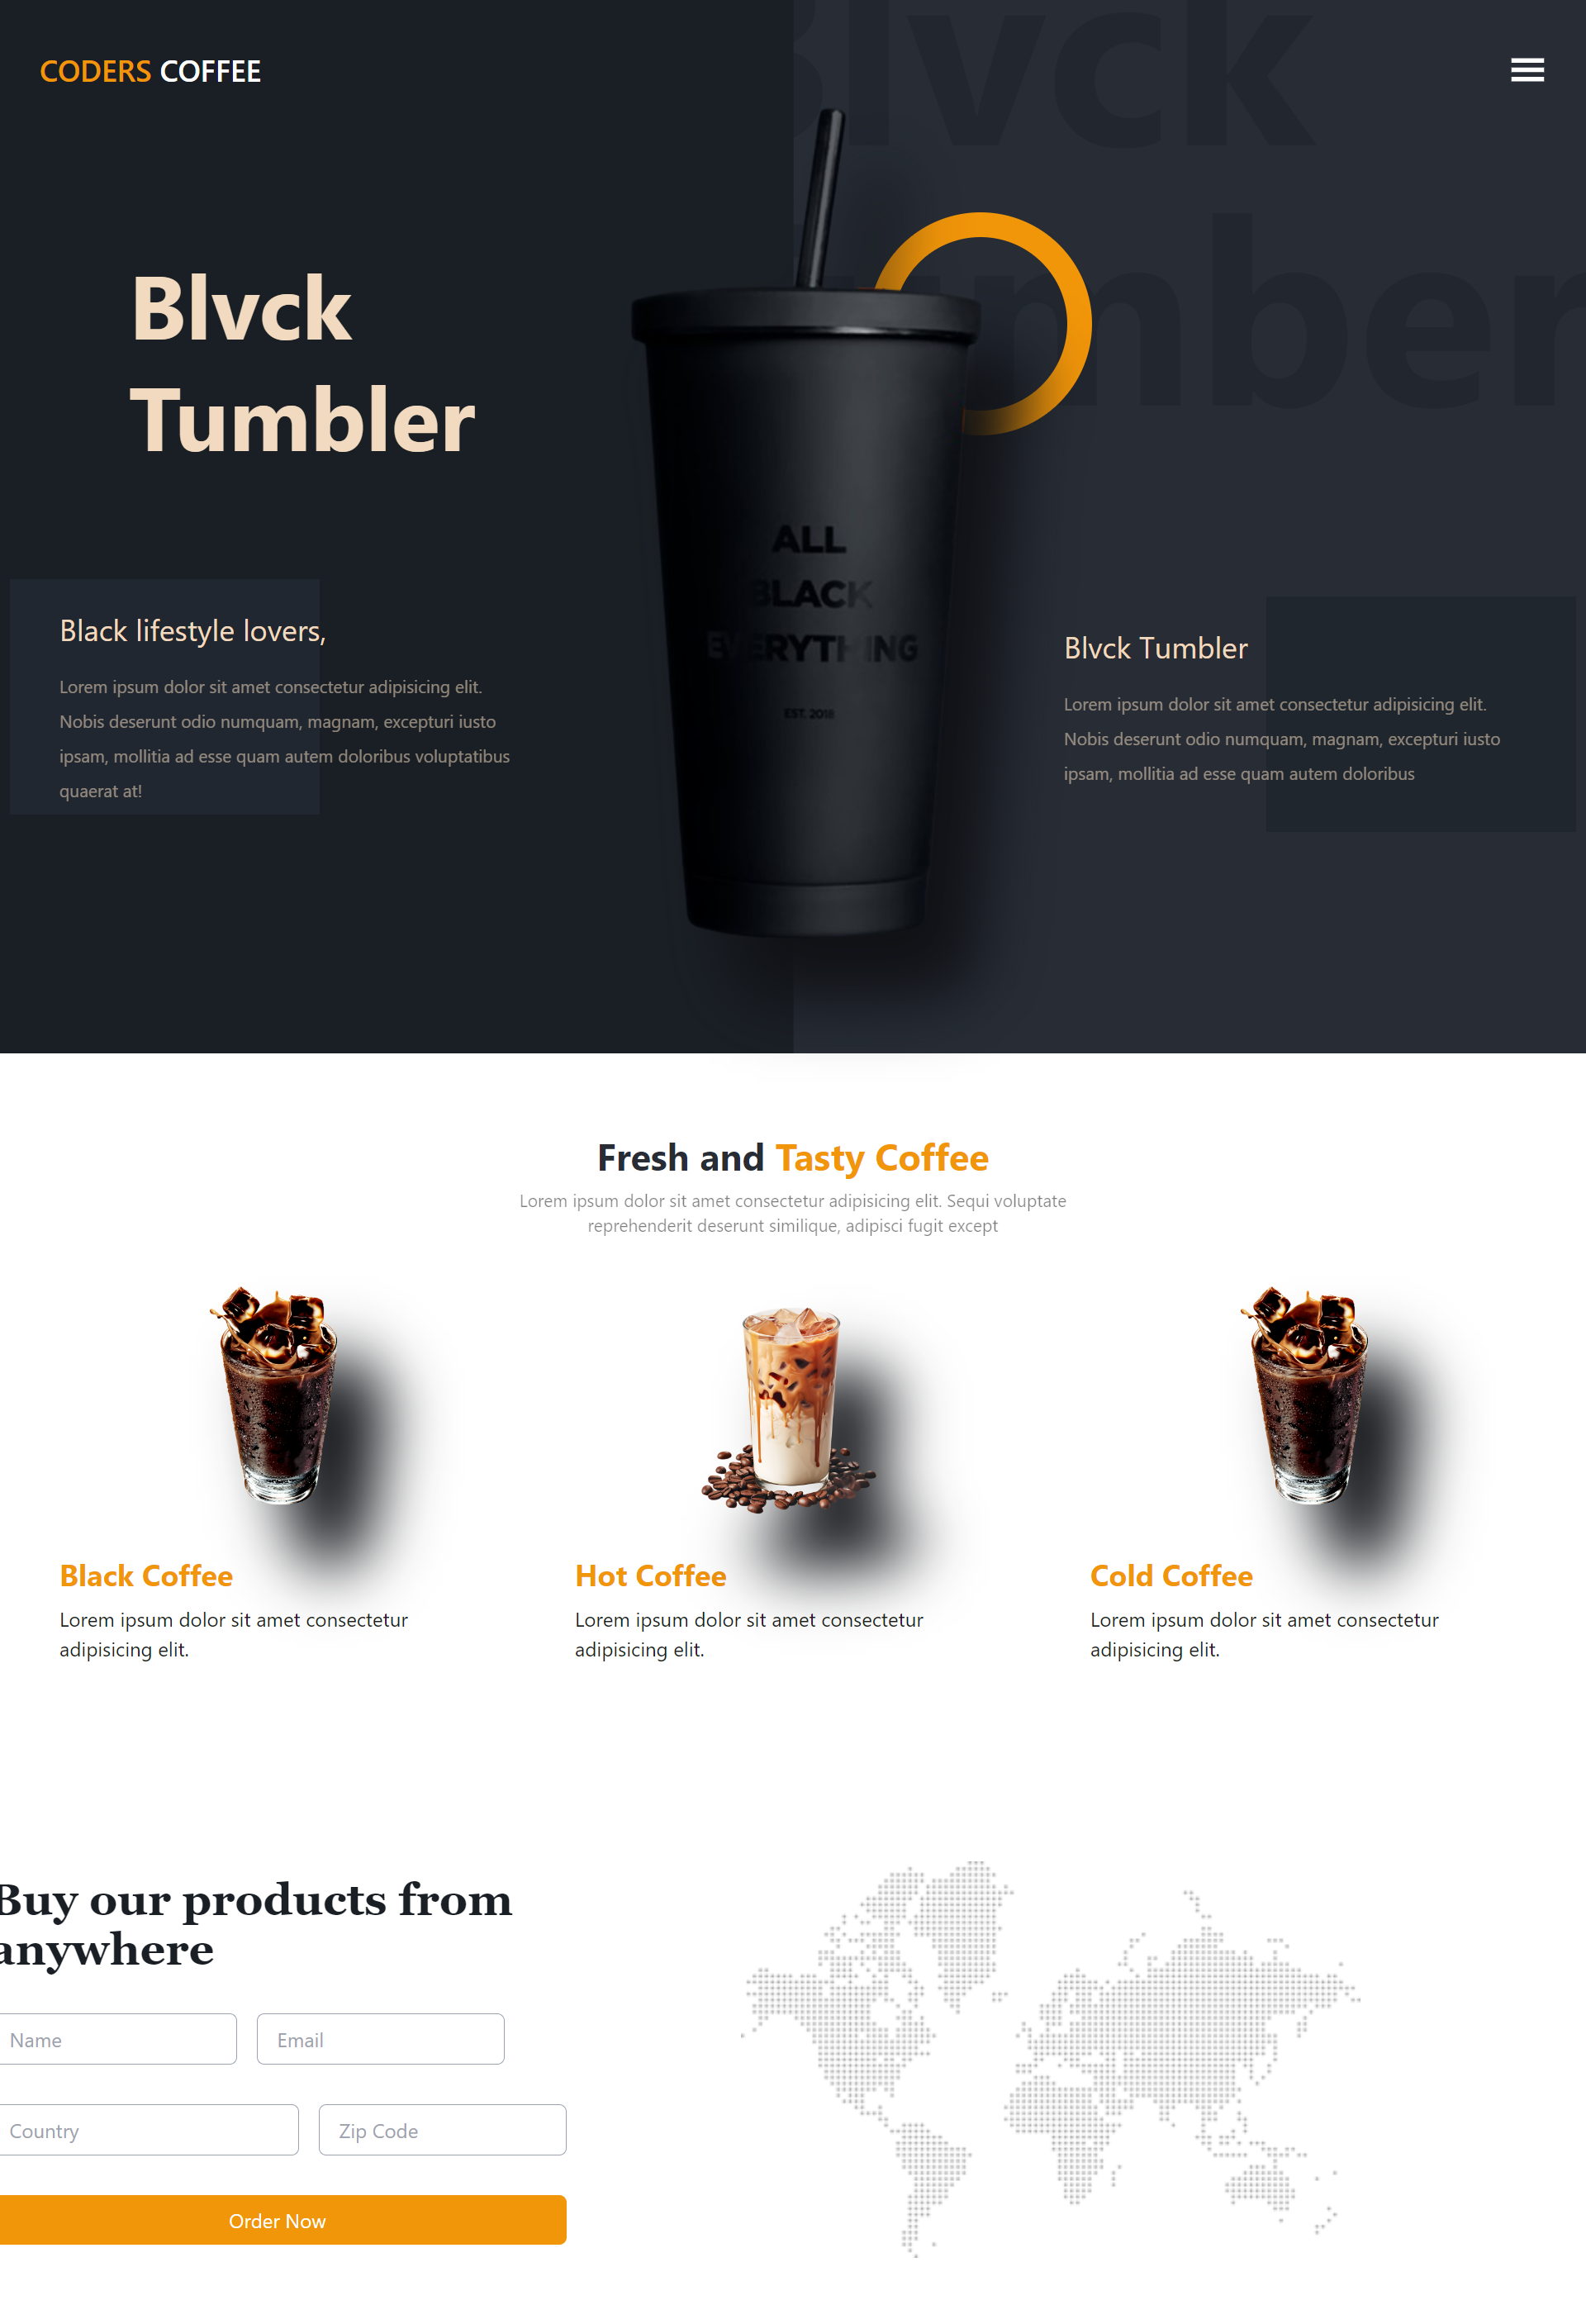 CODERS COFFEE
Blvck
Tumbler
Blvck
Tumbler
ALL
BLACK
EVERYTHING
EST. 2018
Black lifestyle lovers,
Lorem ipsum dolor sit amet consectetur adipisicing elit.
Nobis deserunt odio numquam, magnam, excepturi iusto
ipsam, mollitia ad esse quam autem doloribus voluptatibus
quaerat at!
Blvck Tumbler
Lorem ipsum dolor sit amet consectetur adipisicing elit.
Nobis deserunt odio numquam, magnam, excepturi iusto
ipsam, mollitia ad esse quam autem doloribus
Fresh and Tasty Coffee
Lorem ipsum dolor sit amet consectetur adipisicing elit. Sequi voluptate
reprehenderit deserunt similique, adipisci fugit except
Black Coffee
Lorem ipsum dolor sit amet consectetur
adipisicing elit.
Hot Coffee
Lorem ipsum dolor sit amet consectetur
adipisicing elit.
Cold Coffee
Lorem ipsum dolor sit amet consectetur
adipisicing elit.
Buy our products from
anywhere
Name
Email
Country
Zip Code
Order Now